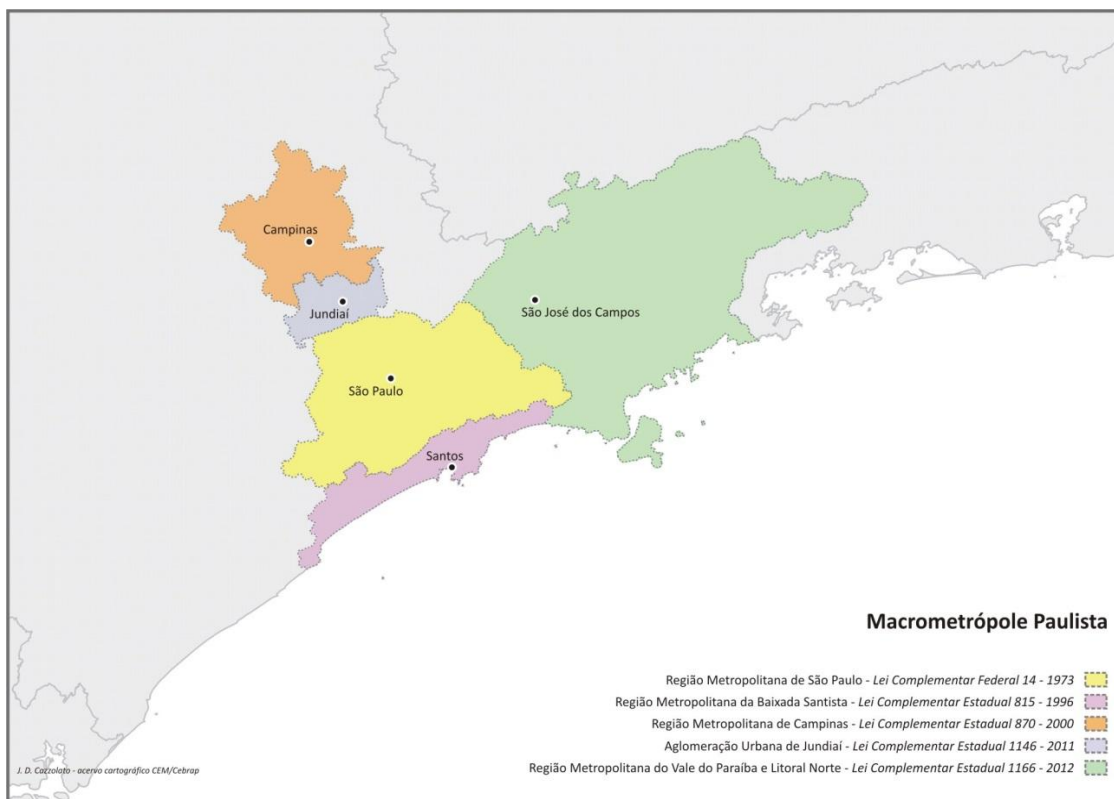 Campinas
Jundiaí
São José dos Campos
São Paulo
Santos
Macrometrópole Paulista
Região Metropolitana de São Paulo - Lei Complementar Federal 14 - 1973
Região Metropolitana da Baixada Santista - Lei Complementar Estadual 815 - 1996
Região Metropolitana de Campinas - Lei Complementar Estadual 870 - 2000
Aglomeração Urbana de Jundiaí - Lei Complementar Estadual 1146 - 2011
Região Metropolitana do Vale do Paraíba e Litoral Norte - Lei Complementar Estadual 1166 - 2012
J. D. Cazzolato - acervo cartográfico CEM/Cebrap